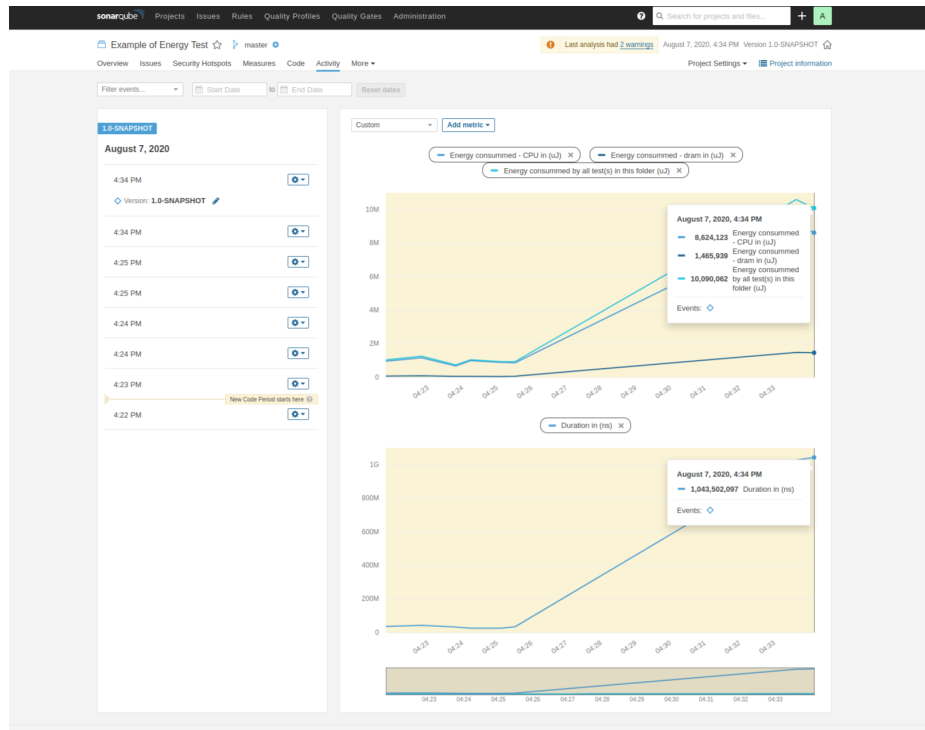 sonarqube Projects Issues Rules Quality Profiles Quality Gates Administration ? Search for projects and files... + A
Example of Energy Test master Last analysis had 2 warnings August 7, 2020, 4:34 PM Version 1.0-SNAPSHOT
Overview Issues Security Hotspots Measures Code Activity More Project Settings Project information
Filter events... Start Date to End Date Reset dates
1.0-SNAPSHOT
August 7, 2020
4:34 PM
Version: 1.0-SNAPSHOT
4:34 PM
4:25 PM
4:25 PM
4:24 PM
4:24 PM
4:23 PM
New Code Period starts here ?
4:22 PM
Custom Add metric
Energy consummed - CPU in (uJ) × Energy consummed - dram in (uJ) ×
Energy consummed by all test(s) in this folder (uJ) ×
10M
8M
6M
4M
2M
0
04:23 04:24 04:25 04:26 04:27 04:28 04:29 04:30 04:31 04:32 04:33
August 7, 2020, 4:34 PM
8,624,123 Energy consummed
- CPU in (uJ)
1,465,939 Energy consummed
- dram in (uJ)
10,090,062 Energy consummed
by all test(s) in this
folder (uJ)
Events:
Duration in (ns) ×
1G
800M
600M
400M
200M
0
04:23 04:24 04:25 04:26 04:27 04:28 04:29 04:30 04:31 04:32 04:33
August 7, 2020, 4:34 PM
1,043,502,097 Duration in (ns)
Events:
04:23 04:24 04:25 04:26 04:27 04:28 04:29 04:30 04:31 04:32 04:33